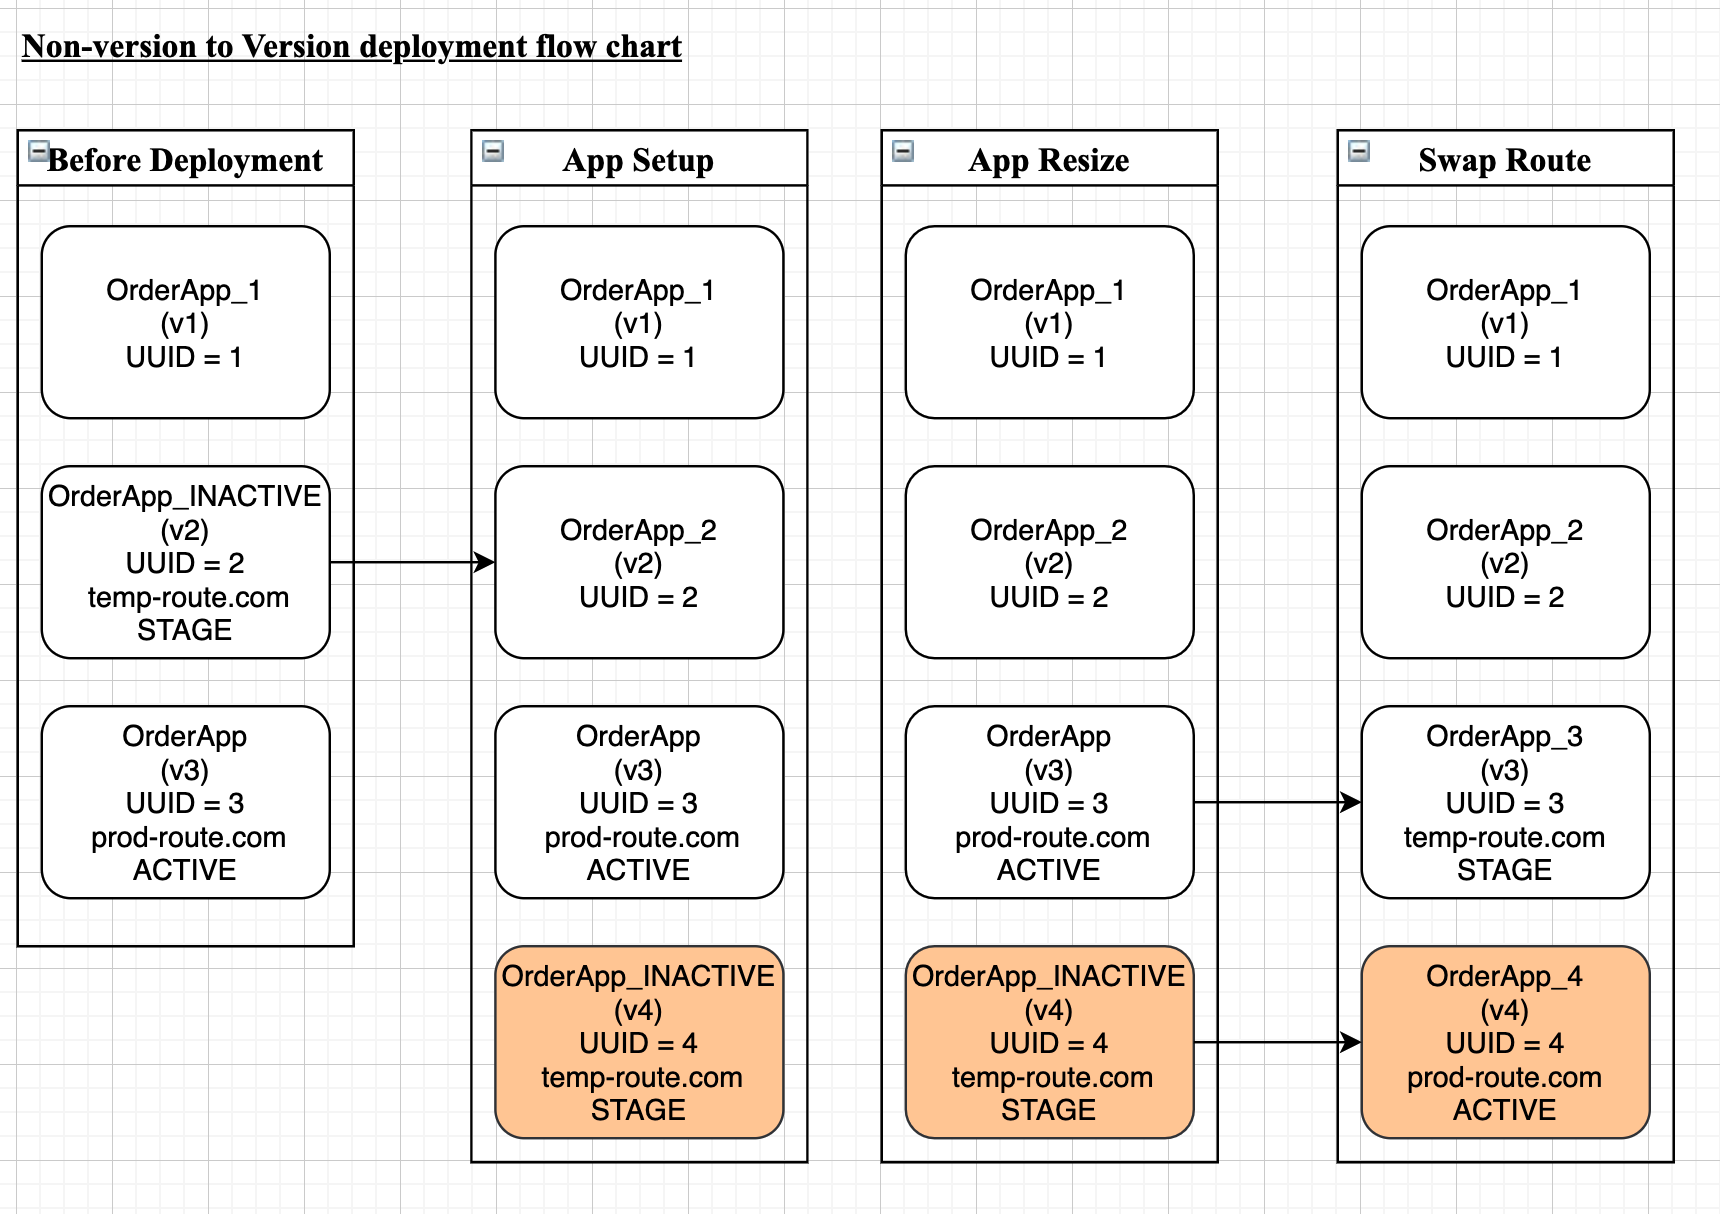 Non-version to Version deployment flow chart
Before Deployment
OrderApp_1
(v1)
UUID = 1
OrderApp_INACTIVE
(v2)
UUID = 2
temp-route.com
STAGE
OrderApp
(v3)
UUID = 3
prod-route.com
ACTIVE
App Setup
OrderApp_1
(v1)
UUID = 1
OrderApp_2
(v2)
UUID = 2
OrderApp
(v3)
UUID = 3
prod-route.com
ACTIVE
OrderApp_INACTIVE
(v4)
UUID = 4
temp-route.com
STAGE
App Resize
OrderApp_1
(v1)
UUID = 1
OrderApp_2
(v2)
UUID = 2
OrderApp
(v3)
UUID = 3
prod-route.com
ACTIVE
OrderApp_INACTIVE
(v4)
UUID = 4
temp-route.com
STAGE
Swap Route
OrderApp_1
(v1)
UUID = 1
OrderApp_2
(v2)
UUID = 2
OrderApp_3
(v3)
UUID = 3
temp-route.com
STAGE
OrderApp_4
(v4)
UUID = 4
prod-route.com
ACTIVE